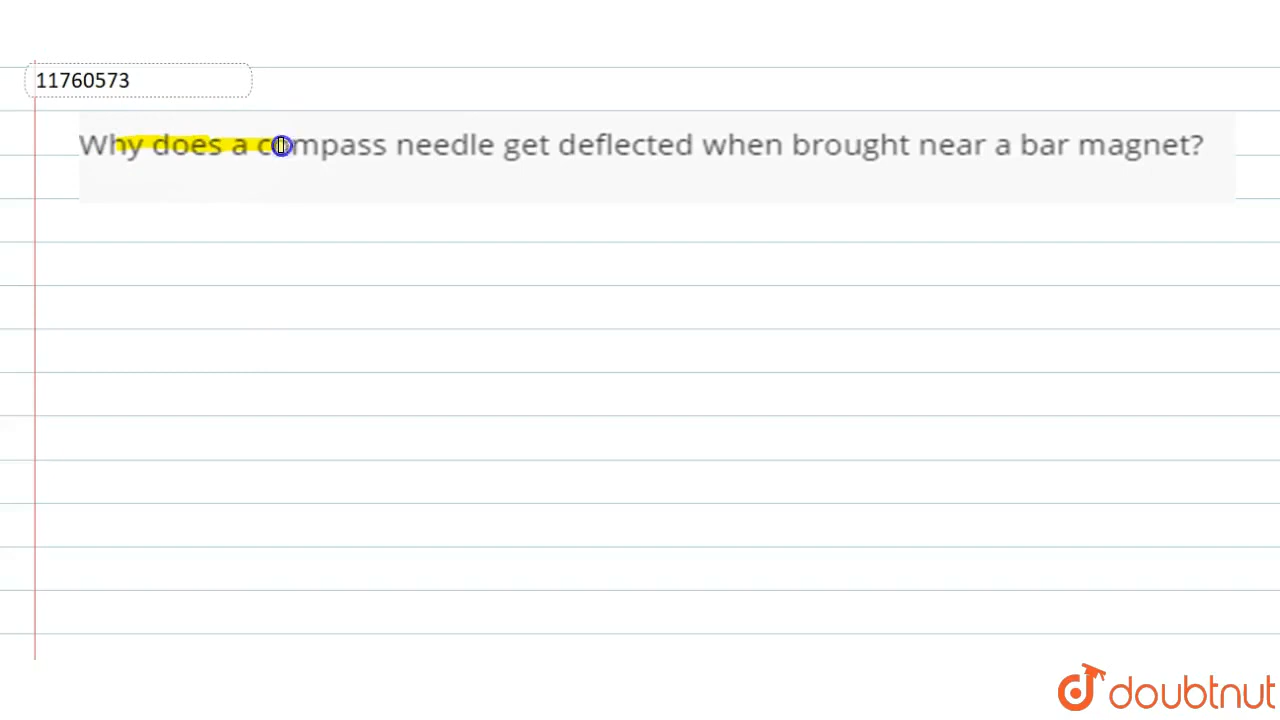 11760573
Why does a compass needle get deflected when brought near a bar magnet?
doubtnut